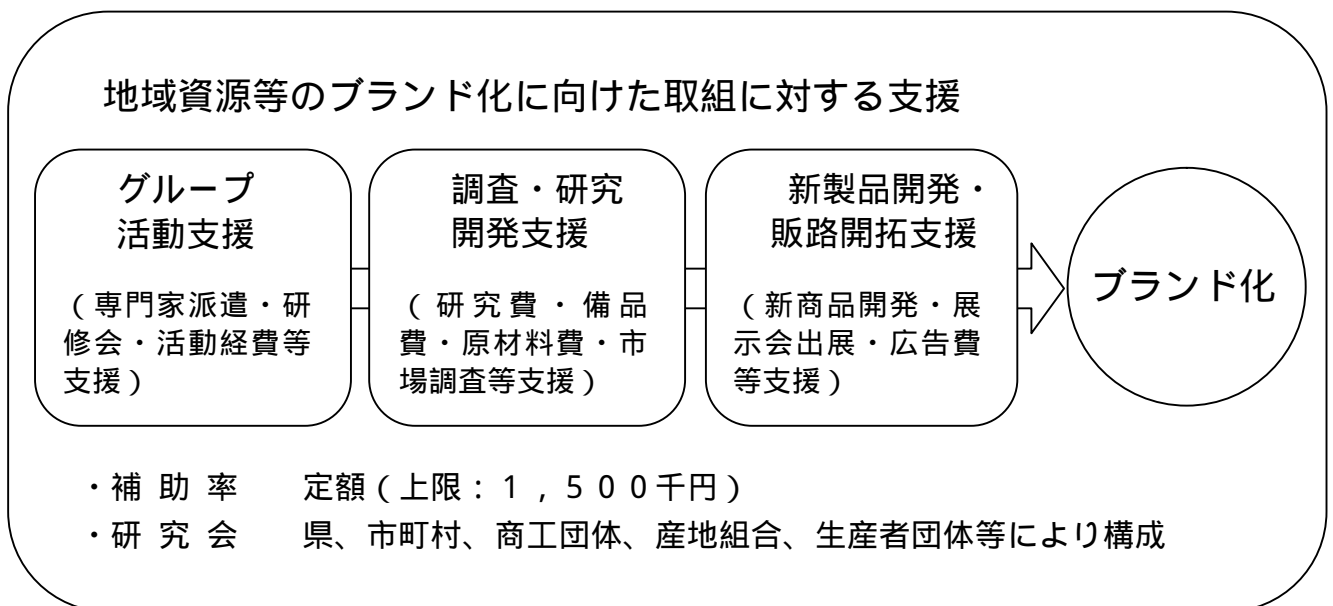 地域資源等のブランド化に向けた取組に対する支援
グループ
活動支援
(専門家派遣・研
修会・活動経費等
支援)
調査・研究
開発支援
(研究費・備品
費・原材料費・市
場調査等支援)
新製品開発・
販路開拓支援
(新商品開発・展
示会出展・広告費
等支援)
ブランド化
・補助率 定額(上限:1,500千円)
・研究会 県、市町村、商工団体、産地組合、生産者団体等により構成